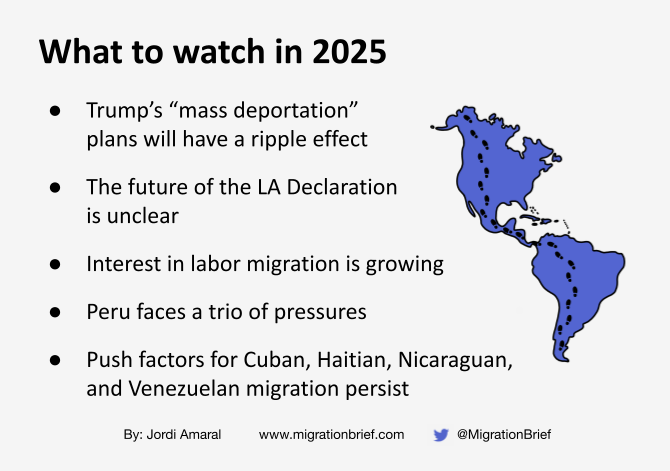 What to watch in 2025
● Trump’s “mass deportation”
plans will have a ripple effect
● The future of the LA Declaration
is unclear
● Interest in labor migration is growing
● Peru faces a trio of pressures
● Push factors for Cuban, Haitian, Nicaraguan,
and Venezuelan migration persist
By: Jordi Amaral www.migrationbrief.com @MigrationBrief